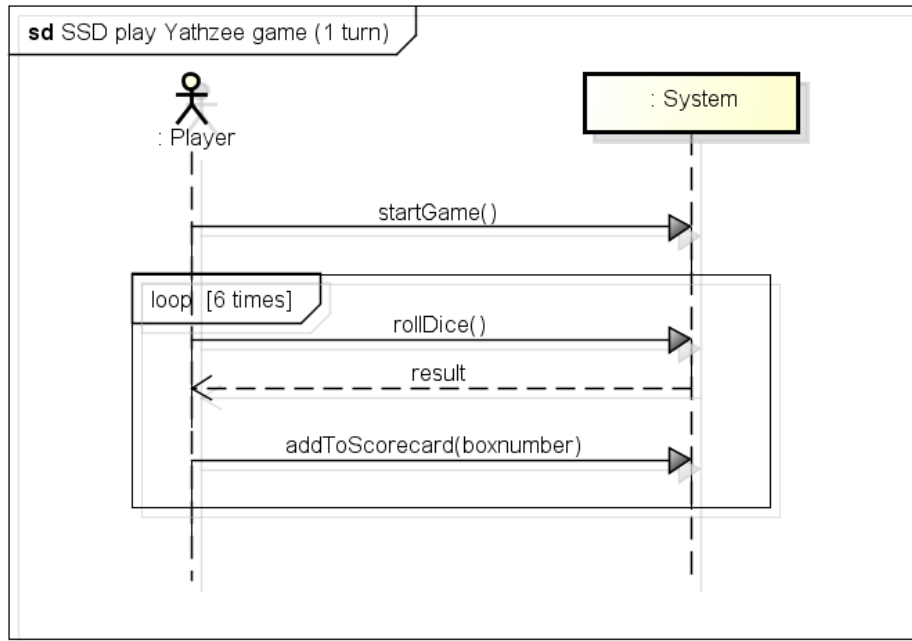 sd SSD play Yathzee game (1 turn)
: Player
: System
startGame()
loop [6 times]
rollDice()
result
addToScorecard(boxnumber)